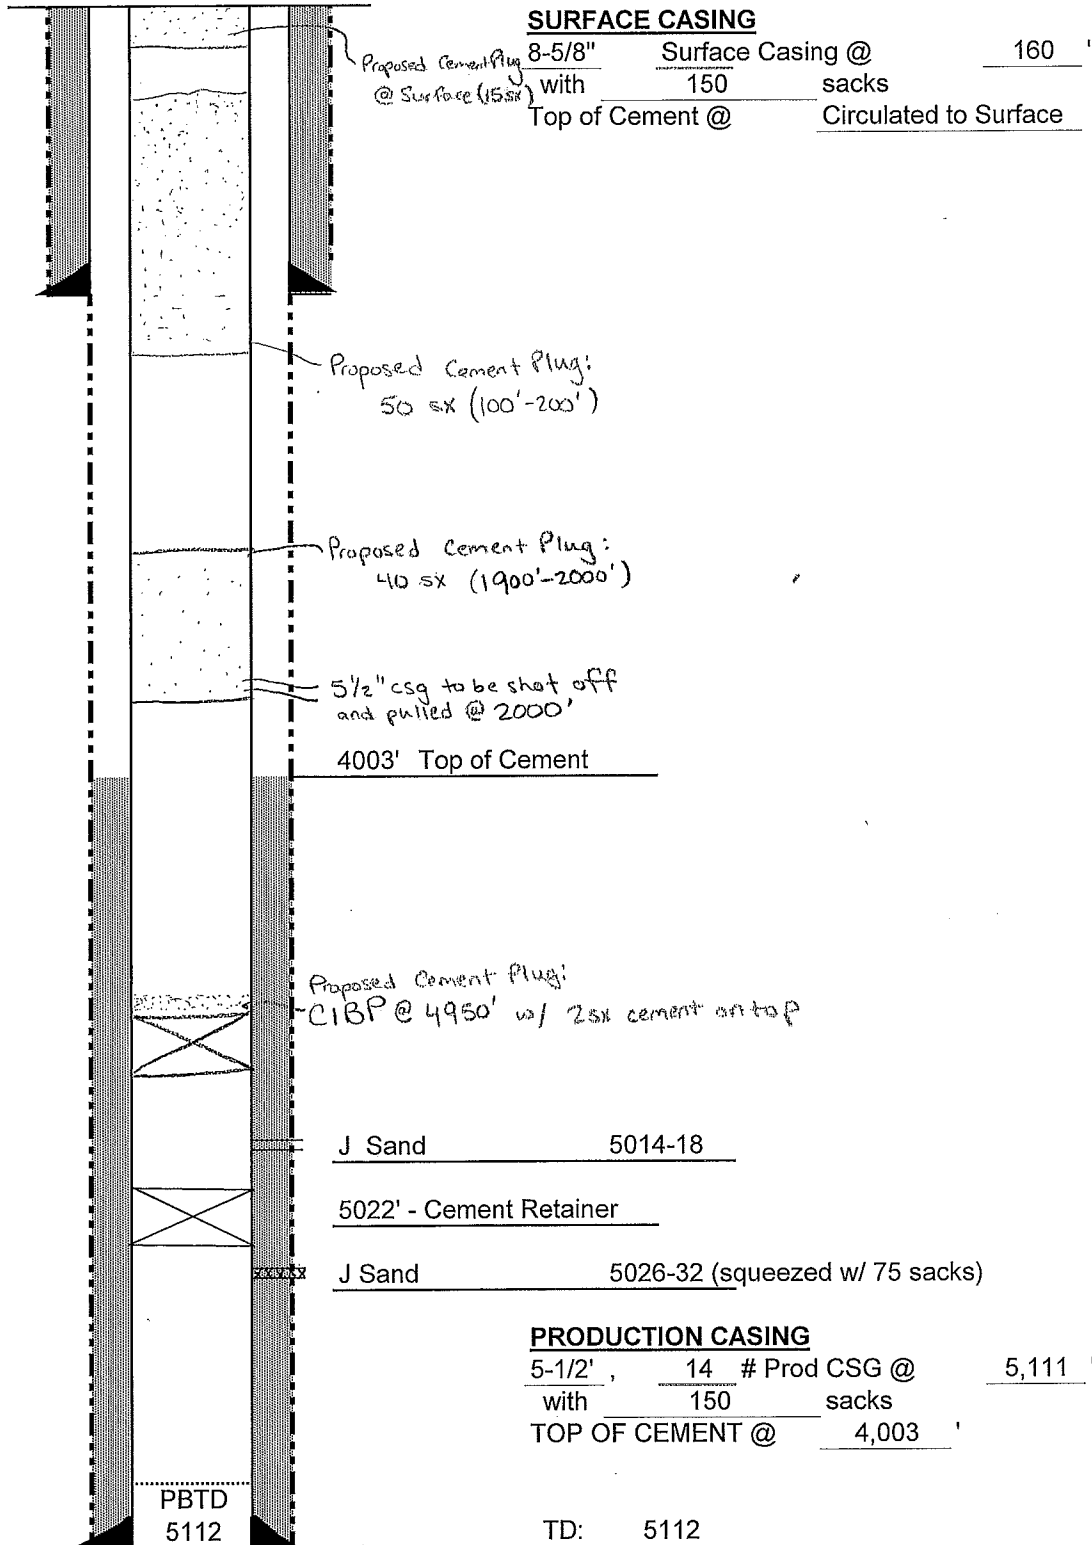 SURFACE CASING
8-5/8" Surface Casing @ 160 '
with 150 sacks
Top of Cement @ Circulated to Surface
Proposed Cement Plug
@ Surface (15sx)
Proposed Cement Plug:
50 sx (100'-200')
Proposed Cement Plug:
40 sx (1900'-2000')
5½" csg to be shot off
and pulled @ 2000'
4003' Top of Cement
Proposed Cement Plug:
CIBP @ 4950' w/ 2sx cement on top
J Sand 5014-18
5022' - Cement Retainer
J Sand 5026-32 (squeezed w/ 75 sacks)
PRODUCTION CASING
5-1/2' , 14 # Prod CSG @ 5,111 '
with 150 sacks
TOP OF CEMENT @ 4,003 '
PBTD
5112
TD: 5112